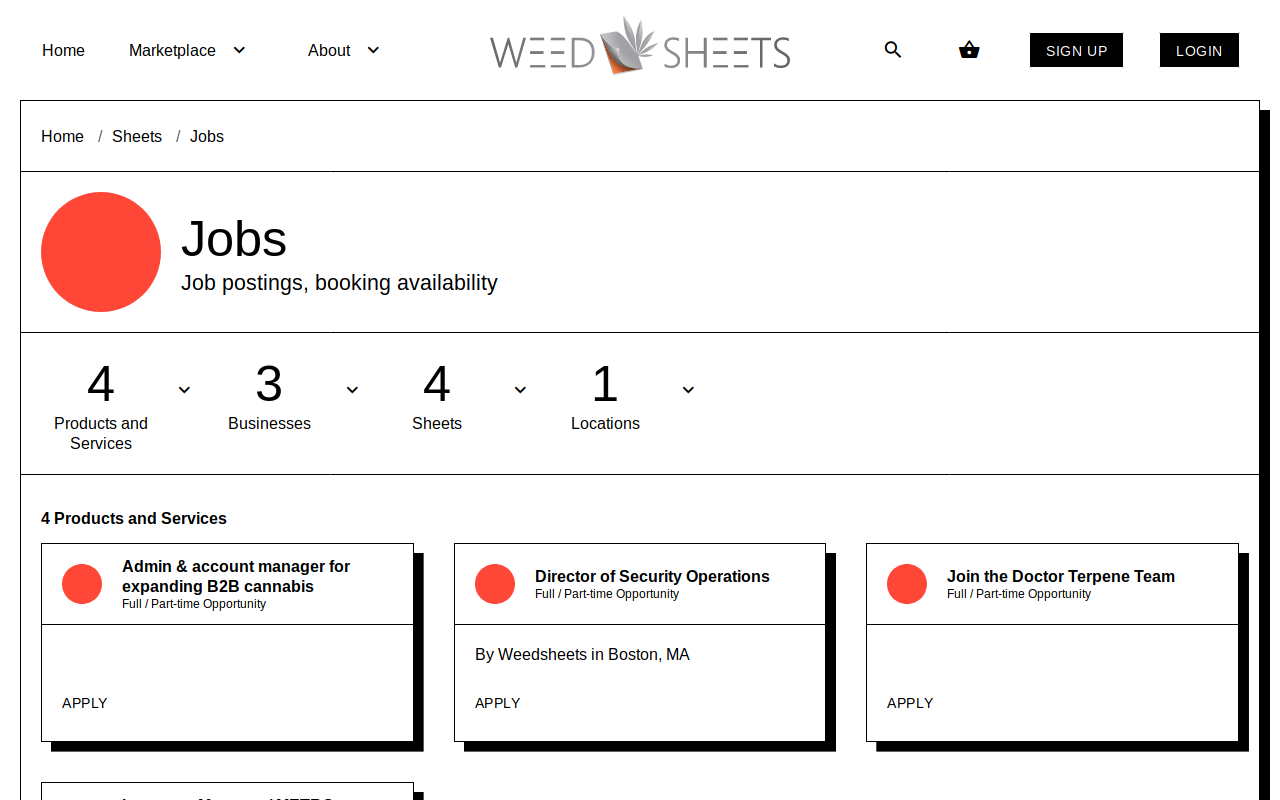 Home
Marketplace
About
WEED SHEETS
SIGN UP
LOGIN
Home / Sheets / Jobs
Jobs
Job postings, booking availability
4
Products and
Services
3
Businesses
4
Sheets
1
Locations
4 Products and Services
Admin & account manager for
expanding B2B cannabis
Full / Part-time Opportunity
APPLY
Director of Security Operations
Full / Part-time Opportunity
By Weedsheets in Boston, MA
APPLY
Join the Doctor Terpene Team
Full / Part-time Opportunity
APPLY